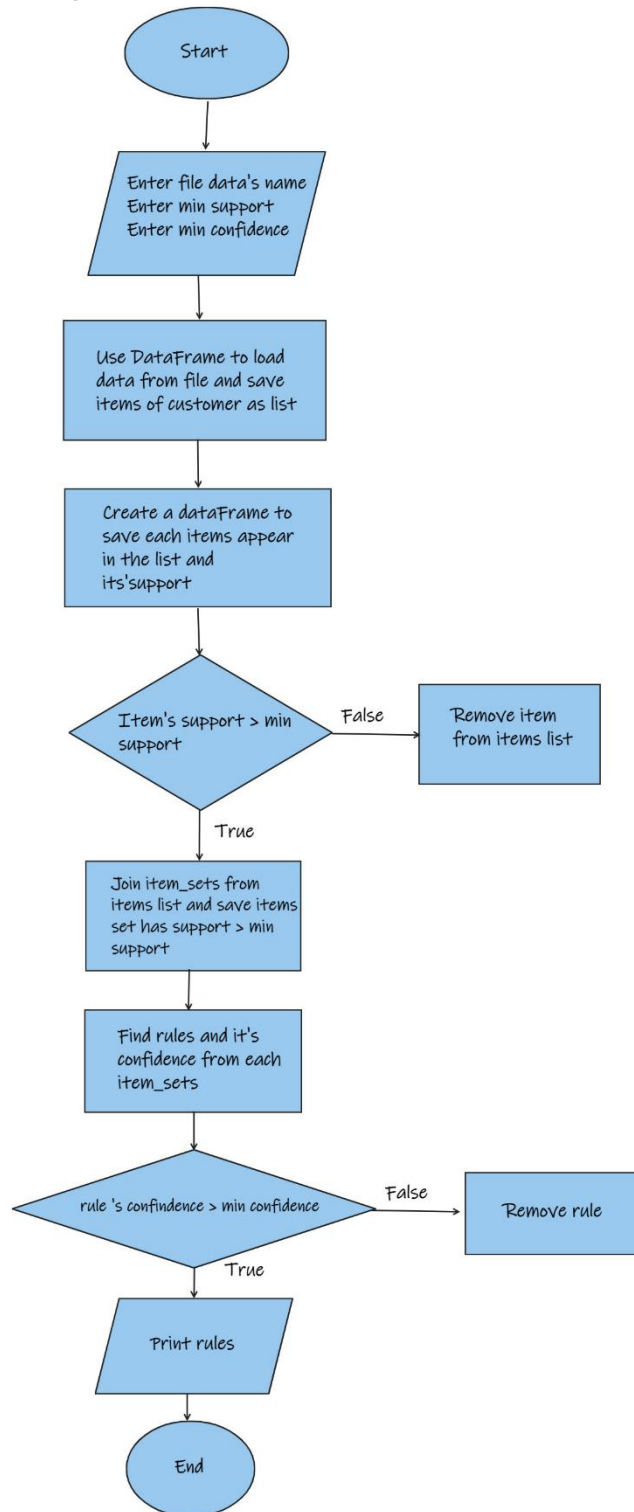 Start
Enter file data's name
Enter min support
Enter min confidence
Use DataFrame to load
data from file and save
items of customer as list
Create a dataFrame to
save each items appear
in the list and
its'support
Item's support > min
support
False
Remove item
from items list
True
Join item_sets from
items list and save items
set has support > min
support
Find rules and it's
confidence from each
item_sets
rule 's confindence > min confidence
False
Remove rule
True
Print rules
End